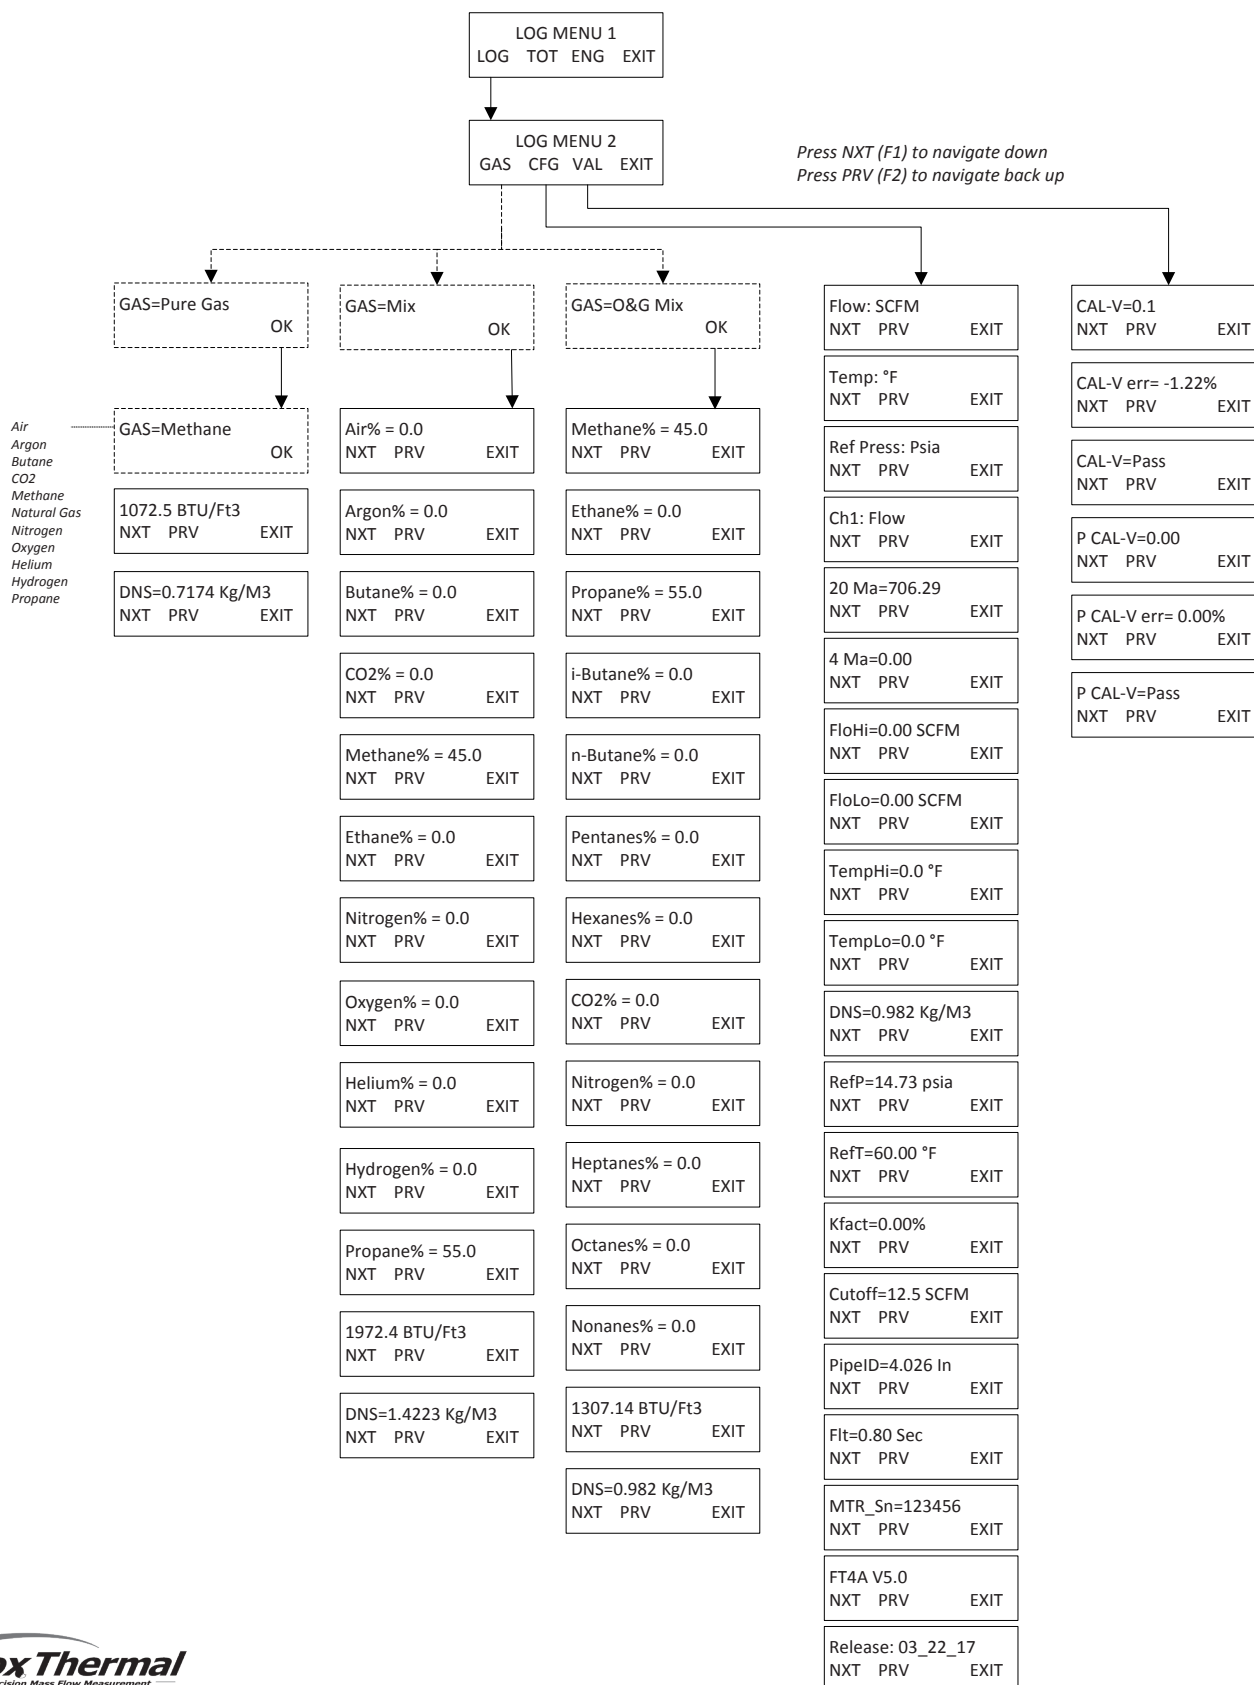 LOG MENU 1
LOG TOT ENG EXIT
LOG MENU 2
GAS CFG VAL EXIT
Press NXT (F1) to navigate down
Press PRV (F2) to navigate back up
GAS=Pure Gas
OK
GAS=Methane
OK
Air
Argon
Butane
CO2
Methane
Natural Gas
Nitrogen
Oxygen
Helium
Hydrogen
Propane
1072.5 BTU/Ft3
NXT PRV EXIT
DNS=0.7174 Kg/M3
NXT PRV EXIT
GAS=Mix
OK
Air% = 0.0
NXT PRV EXIT
Argon% = 0.0
NXT PRV EXIT
Butane% = 0.0
NXT PRV EXIT
CO2% = 0.0
NXT PRV EXIT
Methane% = 45.0
NXT PRV EXIT
Ethane% = 0.0
NXT PRV EXIT
Nitrogen% = 0.0
NXT PRV EXIT
Oxygen% = 0.0
NXT PRV EXIT
Helium% = 0.0
NXT PRV EXIT
Hydrogen% = 0.0
NXT PRV EXIT
Propane% = 55.0
NXT PRV EXIT
1972.4 BTU/Ft3
NXT PRV EXIT
DNS=1.4223 Kg/M3
NXT PRV EXIT
GAS=O&G Mix
OK
Methane% = 45.0
NXT PRV EXIT
Ethane% = 0.0
NXT PRV EXIT
Propane% = 55.0
NXT PRV EXIT
i-Butane% = 0.0
NXT PRV EXIT
n-Butane% = 0.0
NXT PRV EXIT
Pentanes% = 0.0
NXT PRV EXIT
Hexanes% = 0.0
NXT PRV EXIT
CO2% = 0.0
NXT PRV EXIT
Nitrogen% = 0.0
NXT PRV EXIT
Heptanes% = 0.0
NXT PRV EXIT
Octanes% = 0.0
NXT PRV EXIT
Nonanes% = 0.0
NXT PRV EXIT
1307.14 BTU/Ft3
NXT PRV EXIT
DNS=0.982 Kg/M3
NXT PRV EXIT
Flow: SCFM
NXT PRV EXIT
Temp: °F
NXT PRV EXIT
Ref Press: Psia
NXT PRV EXIT
Ch1: Flow
NXT PRV EXIT
20 Ma=706.29
NXT PRV EXIT
4 Ma=0.00
NXT PRV EXIT
FloHi=0.00 SCFM
NXT PRV EXIT
FloLo=0.00 SCFM
NXT PRV EXIT
TempHi=0.0 °F
NXT PRV EXIT
TempLo=0.0 °F
NXT PRV EXIT
DNS=0.982 Kg/M3
NXT PRV EXIT
RefP=14.73 psia
NXT PRV EXIT
RefT=60.00 °F
NXT PRV EXIT
Kfact=0.00%
NXT PRV EXIT
Cutoff=12.5 SCFM
NXT PRV EXIT
PipeID=4.026 In
NXT PRV EXIT
Flt=0.80 Sec
NXT PRV EXIT
MTR_Sn=123456
NXT PRV EXIT
FT4A V5.0
NXT PRV EXIT
Release: 03_22_17
NXT PRV EXIT
CAL-V=0.1
NXT PRV EXIT
CAL-V err= -1.22%
NXT PRV EXIT
CAL-V=Pass
NXT PRV EXIT
P CAL-V=0.00
NXT PRV EXIT
P CAL-V err= 0.00%
NXT PRV EXIT
P CAL-V=Pass
NXT PRV EXIT
ox Thermal
cision Mass Flow Measurement